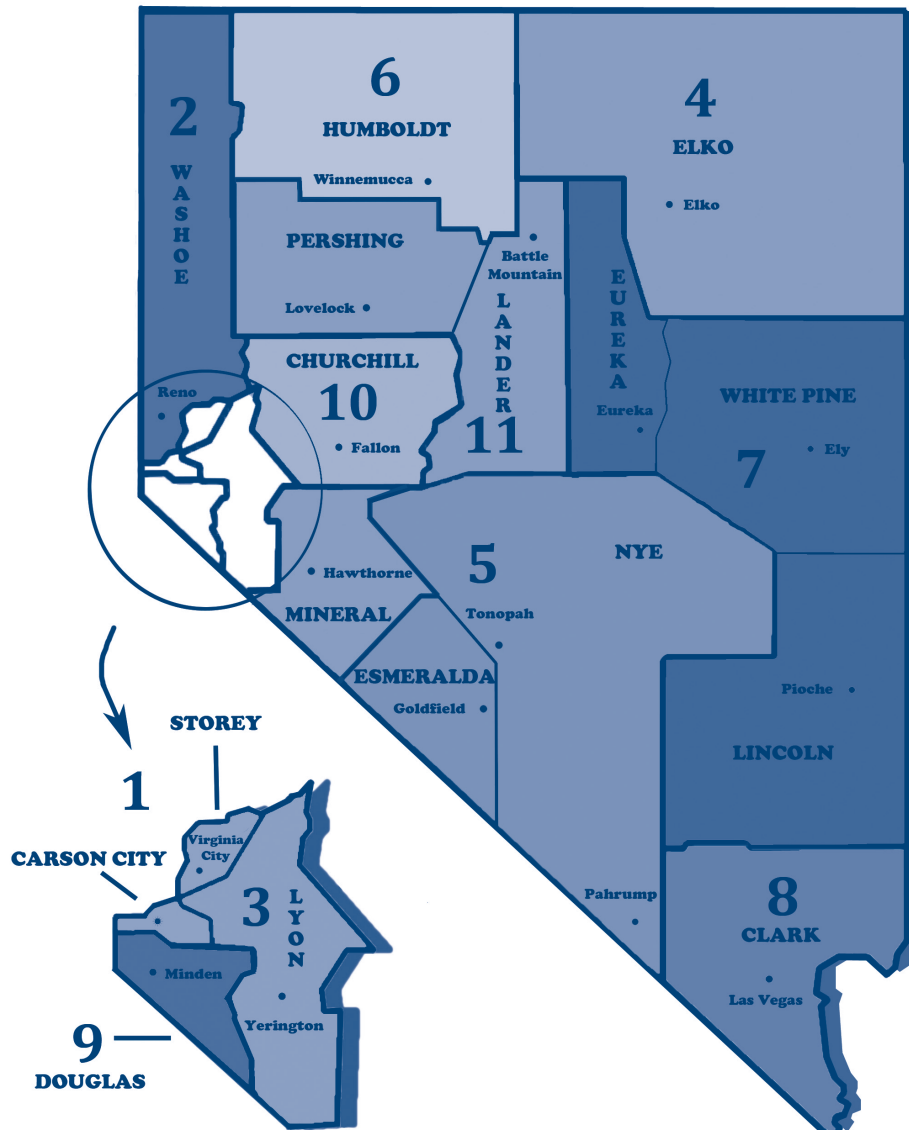 6
HUMBOLDT
Winnemucca
4
ELKO
Elko
2
WASHOE
Reno
PERSHING
Lovelock
Battle
Mountain
LANDER
11
EUREKA
Eureka
CHURCHILL
10
Fallon
WHITE PINE
7
Ely
5
NYE
Tonopah
Hawthorne
MINERAL
ESMERALDA
Goldfield
Pioche
LINCOLN
Pahrump
8
CLARK
Las Vegas
STOREY
1
Virginia
City
CARSON CITY
3
LYON
Minden
Yerington
9
DOUGLAS